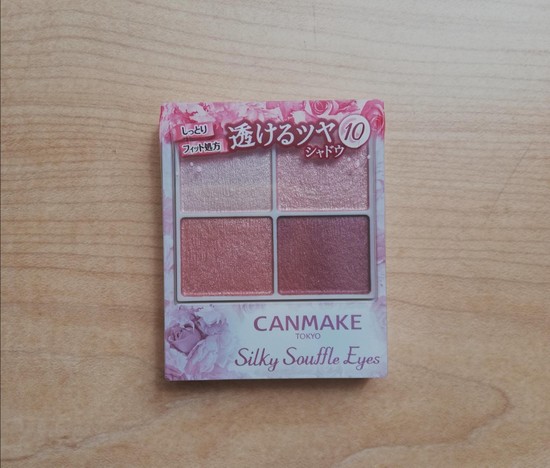 しっとり
フィット処方
透けるツヤ
シャドウ
10
CANMAKE
TOKYO
Silky Souffle Eyes